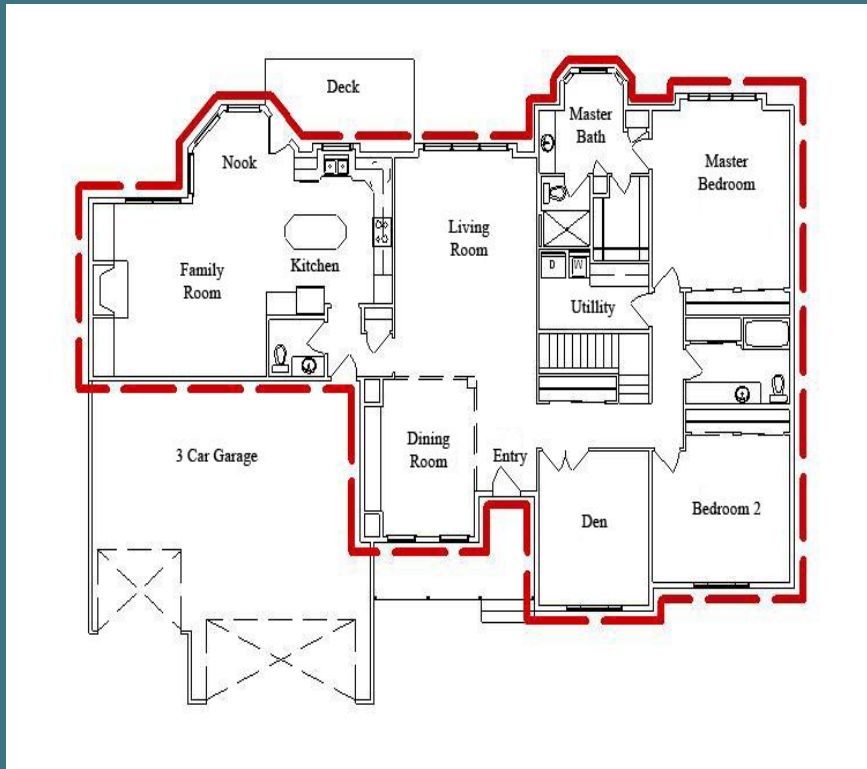 Deck
Master
Bath
Nook
Master
Bedroom
Living
Room
Family
Room
Kitchen
D
W
Utillity
Dining
Room
Entry
3 Car Garage
Den
Bedroom 2